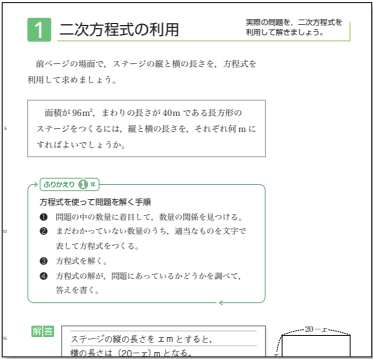 1 二次方程式の利用
実際の問題を，二次方程式を
利用して解きましょう。
前ページの場面で，ステージの縦と横の長さを，方程式を
利用して求めましょう。
面積が96m²，まわりの長さが40mである長方形の
ステージをつくるには，縦と横の長さを，それぞれ何mに
すればよいでしょうか。
5
ふりかえり 1年
方程式を使って問題を解く手順
❶ 問題の中の数量に着目して，数量の関係を見つける。
❷ まだわかっていない数量のうち，適当なものを文字で
表して方程式をつくる。
10
❸ 方程式を解く。
❹ 方程式の解が，問題にあっているかどうかを調べて，
答えを書く。
解答
ステージの縦の長さを x m とすると，
横の長さは (20−x) m となる。
20−x
15